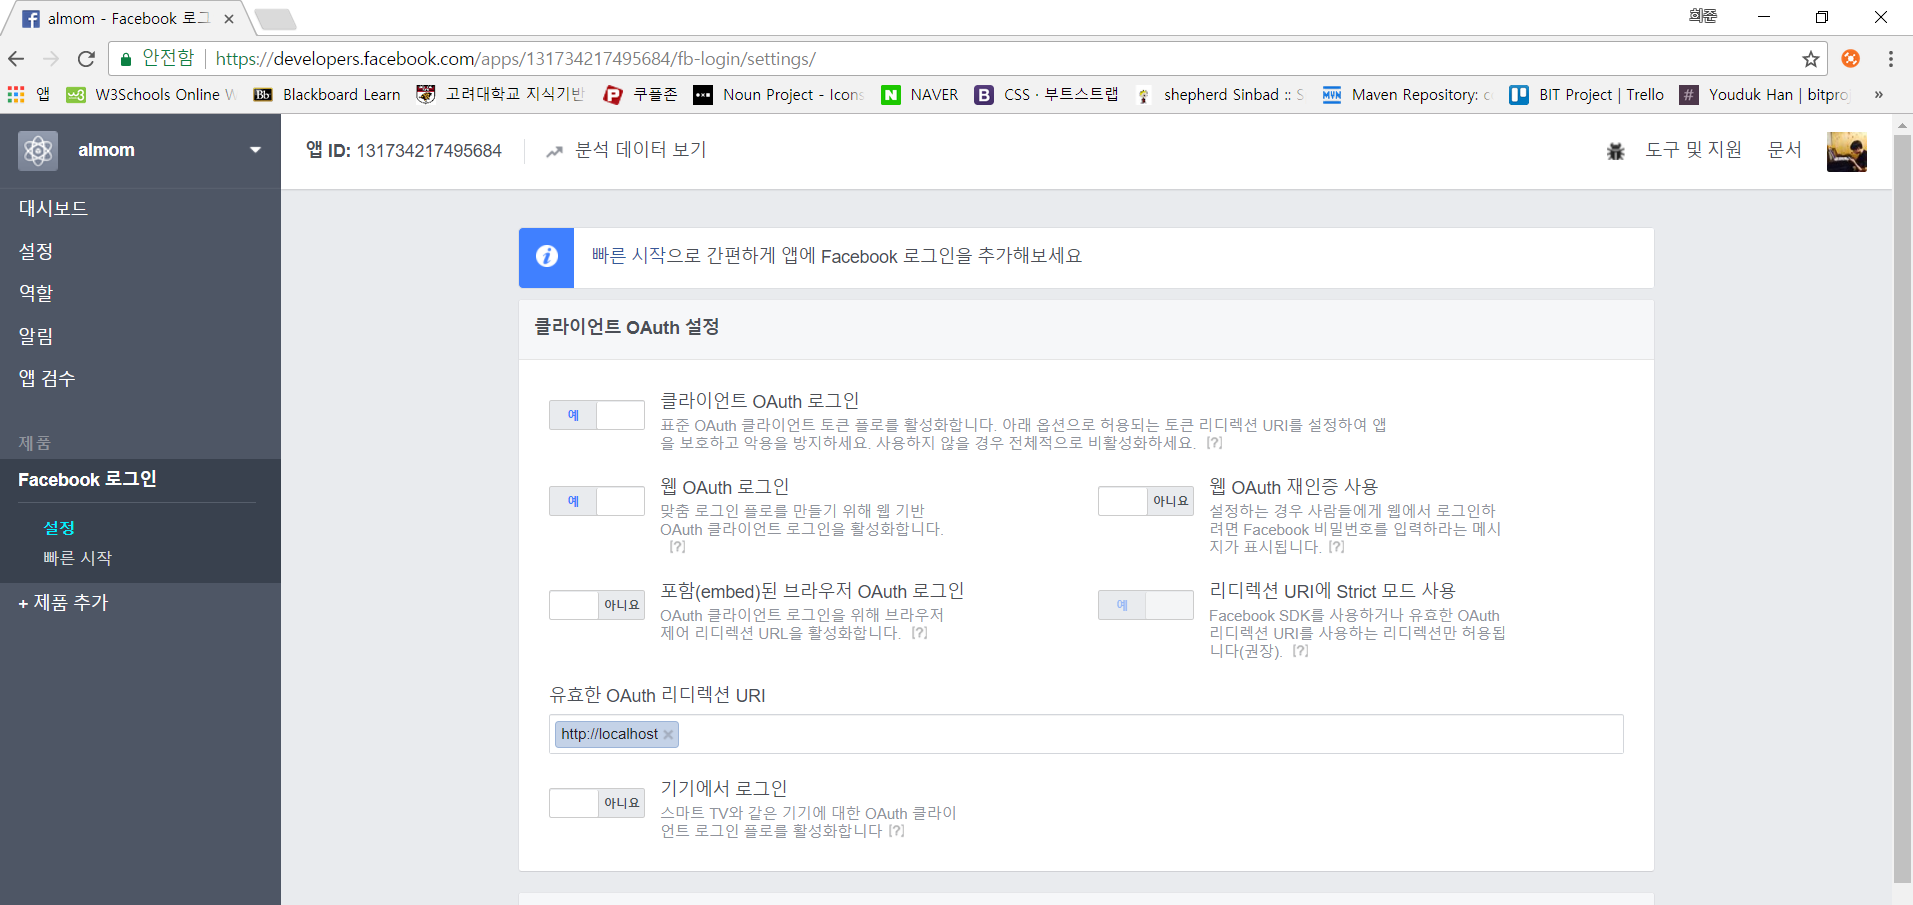 almom - Facebook 로그
희준
안전함 https://developers.facebook.com/apps/131734217495684/fb-login/settings/
앱 W3Schools Online W Blackboard Learn 고려대학교 지식기반 쿠플존 Noun Project - Icons NAVER CSS · 부트스트랩 shepherd Sinbad :: S Maven Repository: c BIT Project | Trello Youduk Han | bitproj »
almom
앱 ID: 131734217495684
분석 데이터 보기
도구 및 지원
문서
대시보드
설정
역할
알림
앱 검수
제품
Facebook 로그인
설정
빠른 시작
+ 제품 추가
빠른 시작으로 간편하게 앱에 Facebook 로그인을 추가해보세요
클라이언트 OAuth 설정
예
클라이언트 OAuth 로그인
표준 OAuth 클라이언트 토큰 플로를 활성화합니다. 아래 옵션으로 허용되는 토큰 리디렉션 URI를 설정하여 앱
을 보호하고 악용을 방지하세요. 사용하지 않을 경우 전체적으로 비활성화하세요. [?]
예
웹 OAuth 로그인
맞춤 로그인 플로를 만들기 위해 웹 기반
OAuth 클라이언트 로그인을 활성화합니다.
[?]
아니요
웹 OAuth 재인증 사용
설정하는 경우 사람들에게 웹에서 로그인하
려면 Facebook 비밀번호를 입력하라는 메시
지가 표시됩니다. [?]
아니요
포함(embed)된 브라우저 OAuth 로그인
OAuth 클라이언트 로그인을 위해 브라우저
제어 리디렉션 URL을 활성화합니다. [?]
예
리디렉션 URI에 Strict 모드 사용
Facebook SDK를 사용하거나 유효한 OAuth
리디렉션 URI를 사용하는 리디렉션만 허용됩
니다(권장). [?]
유효한 OAuth 리디렉션 URI
http://localhost
아니요
기기에서 로그인
스마트 TV와 같은 기기에 대한 OAuth 클라이
언트 로그인 플로를 활성화합니다 [?]